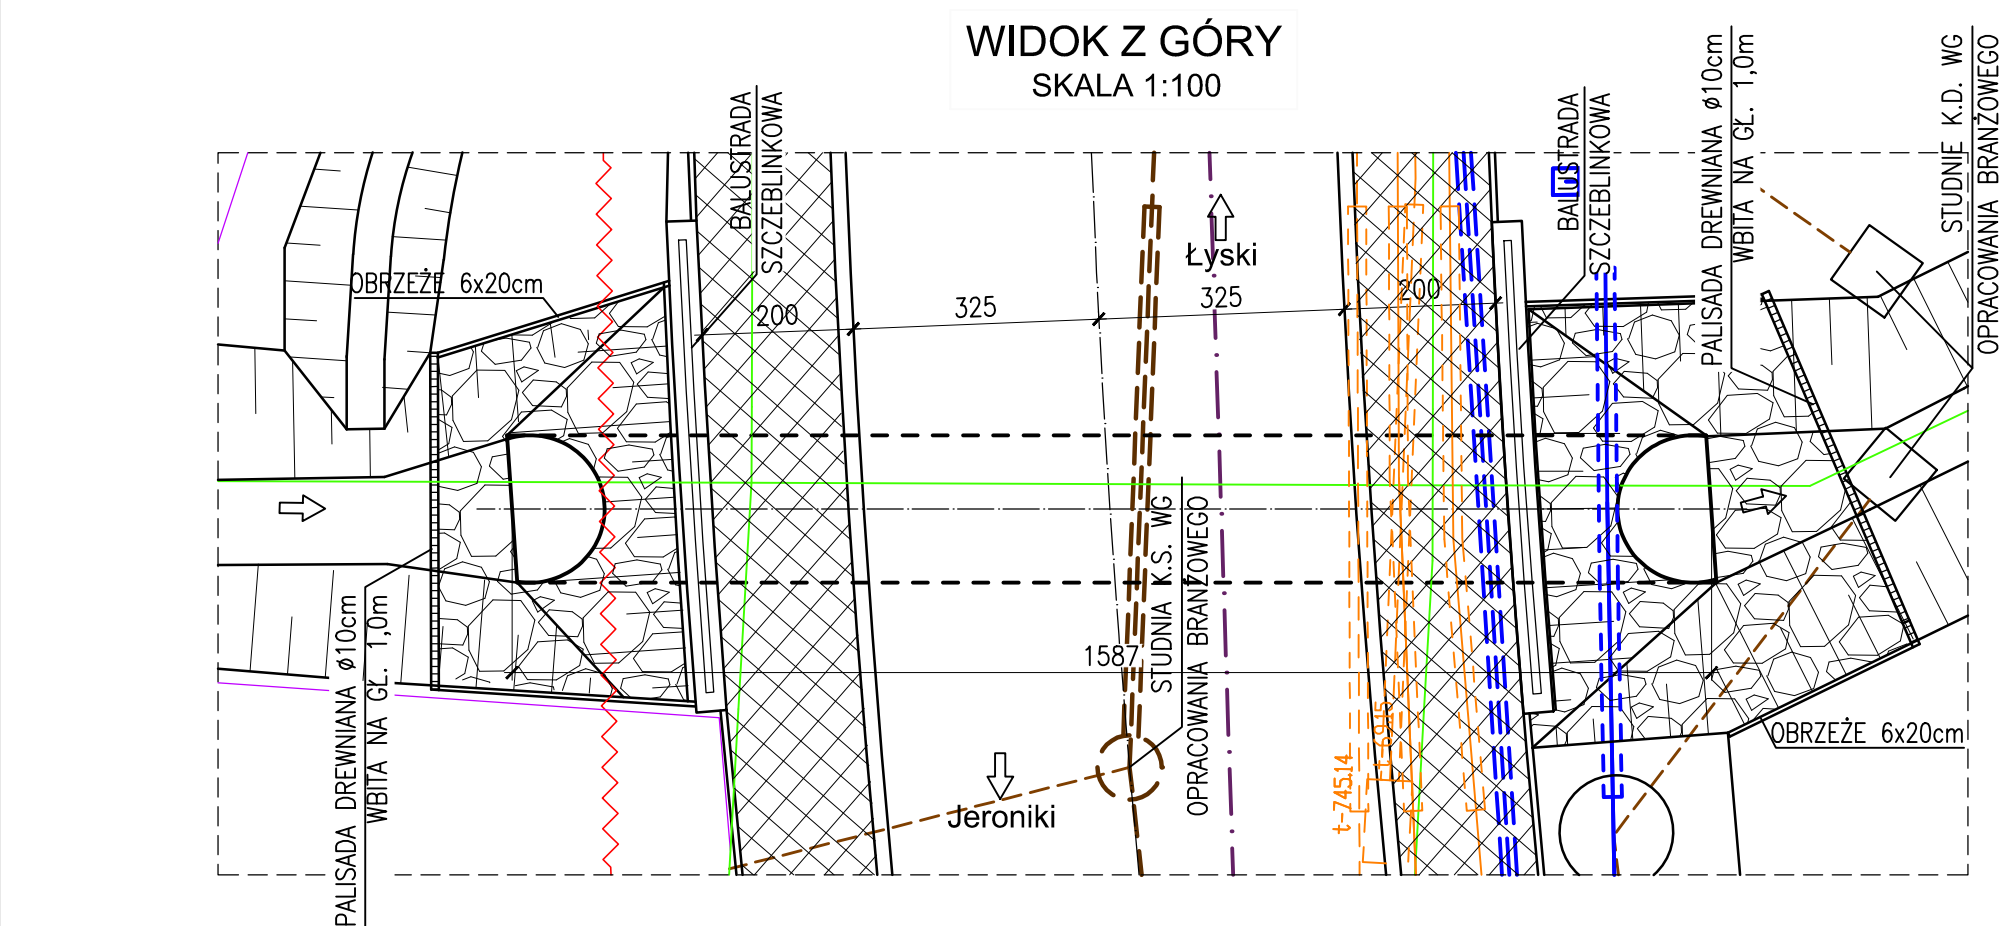 WIDOK Z GÓRY
SKALA 1:100
BALUSTRADA
SZCZEBLINKOWA
BALUSTRADA
SZCZEBLINKOWA
PALISADA DREWNIANA ø10cm
WBITA NA GŁ. 1,0m
STUDNIE K.D. WG
OPRACOWANIA BRANŻOWEGO
OBRZEŻE 6x20cm
Łyski
200
325
325
200
STUDNIA K.S. WG
OPRACOWANIA BRANŻOWEGO
1587
PALISADA DREWNIANA ø10cm
WBITA NA GŁ. 1,0m
OBRZEŻE 6x20cm
t-745.14
Jeroniki